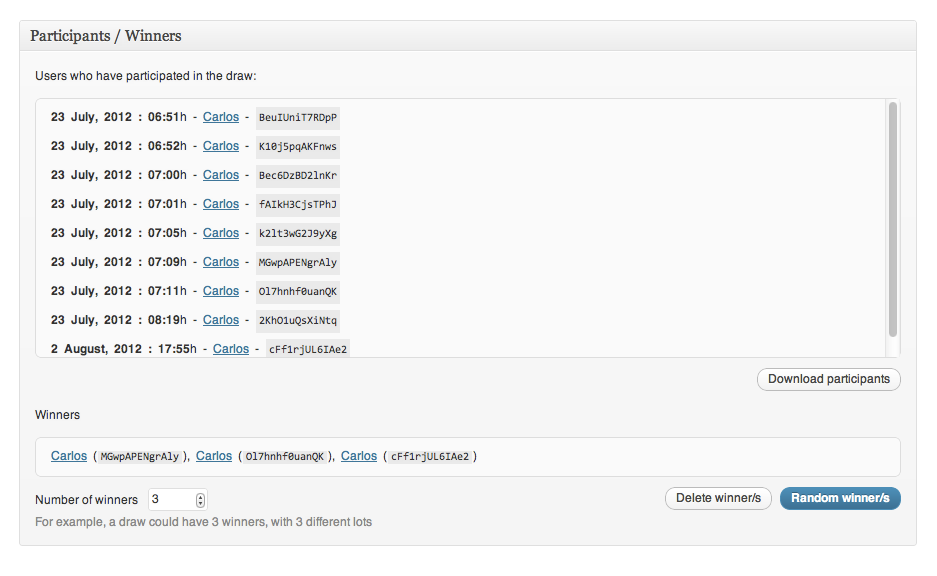 Participants / Winners
Users who have participated in the draw:
23 July, 2012 : 06:51h - Carlos - BeuIUniT7RDpP
23 July, 2012 : 06:52h - Carlos - K10j5pqAKFnws
23 July, 2012 : 07:00h - Carlos - Bec6DzBD2lnKr
23 July, 2012 : 07:01h - Carlos - fAIkH3CjsTPhJ
23 July, 2012 : 07:05h - Carlos - k2lt3wG2J9yXg
23 July, 2012 : 07:09h - Carlos - MGwpAPENgrAly
23 July, 2012 : 07:11h - Carlos - Ol7hnhf0uanQK
23 July, 2012 : 08:19h - Carlos - 2KhO1uQsXiNtq
2 August, 2012 : 17:55h - Carlos - cFf1rjUL6IAe2
Download participants
Winners
Carlos ( MGwpAPENgrAly ), Carlos ( Ol7hnhf0uanQK ), Carlos ( cFf1rjUL6IAe2 )
Number of winners 3 Delete winner/s Random winner/s
For example, a draw could have 3 winners, with 3 different lots